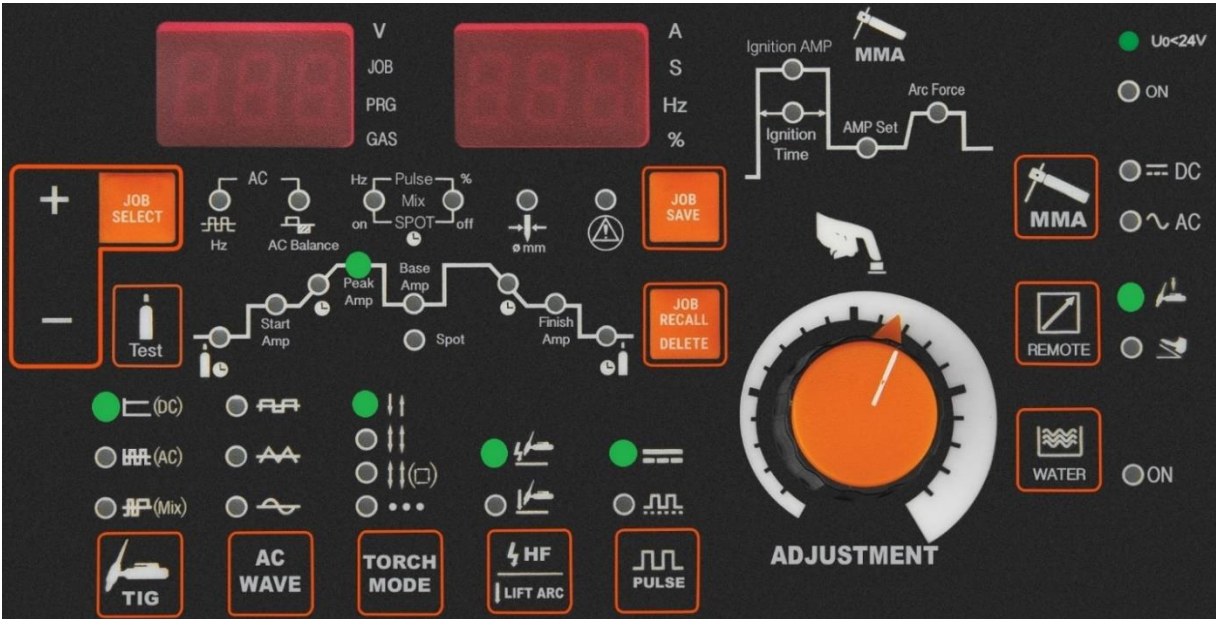 V
JOB
PRG
GAS
A
S
Hz
%
Ignition AMP
MMA
Ignition
Time
AMP Set
Arc Force
Uo<24V
ON
+
−
JOB
SELECT
AC
Hz
AC Balance
Hz Pulse %
Mix
on SPOT off
ømm
JOB
SAVE
MMA
DC
AC
Test
Start
Amp
Peak
Amp
Base
Amp
Spot
Finish
Amp
JOB
RECALL
DELETE
REMOTE
(DC)
(AC)
(Mix)
WATER
ON
TIG
AC
WAVE
TORCH
MODE
HF
LIFT ARC
PULSE
ADJUSTMENT